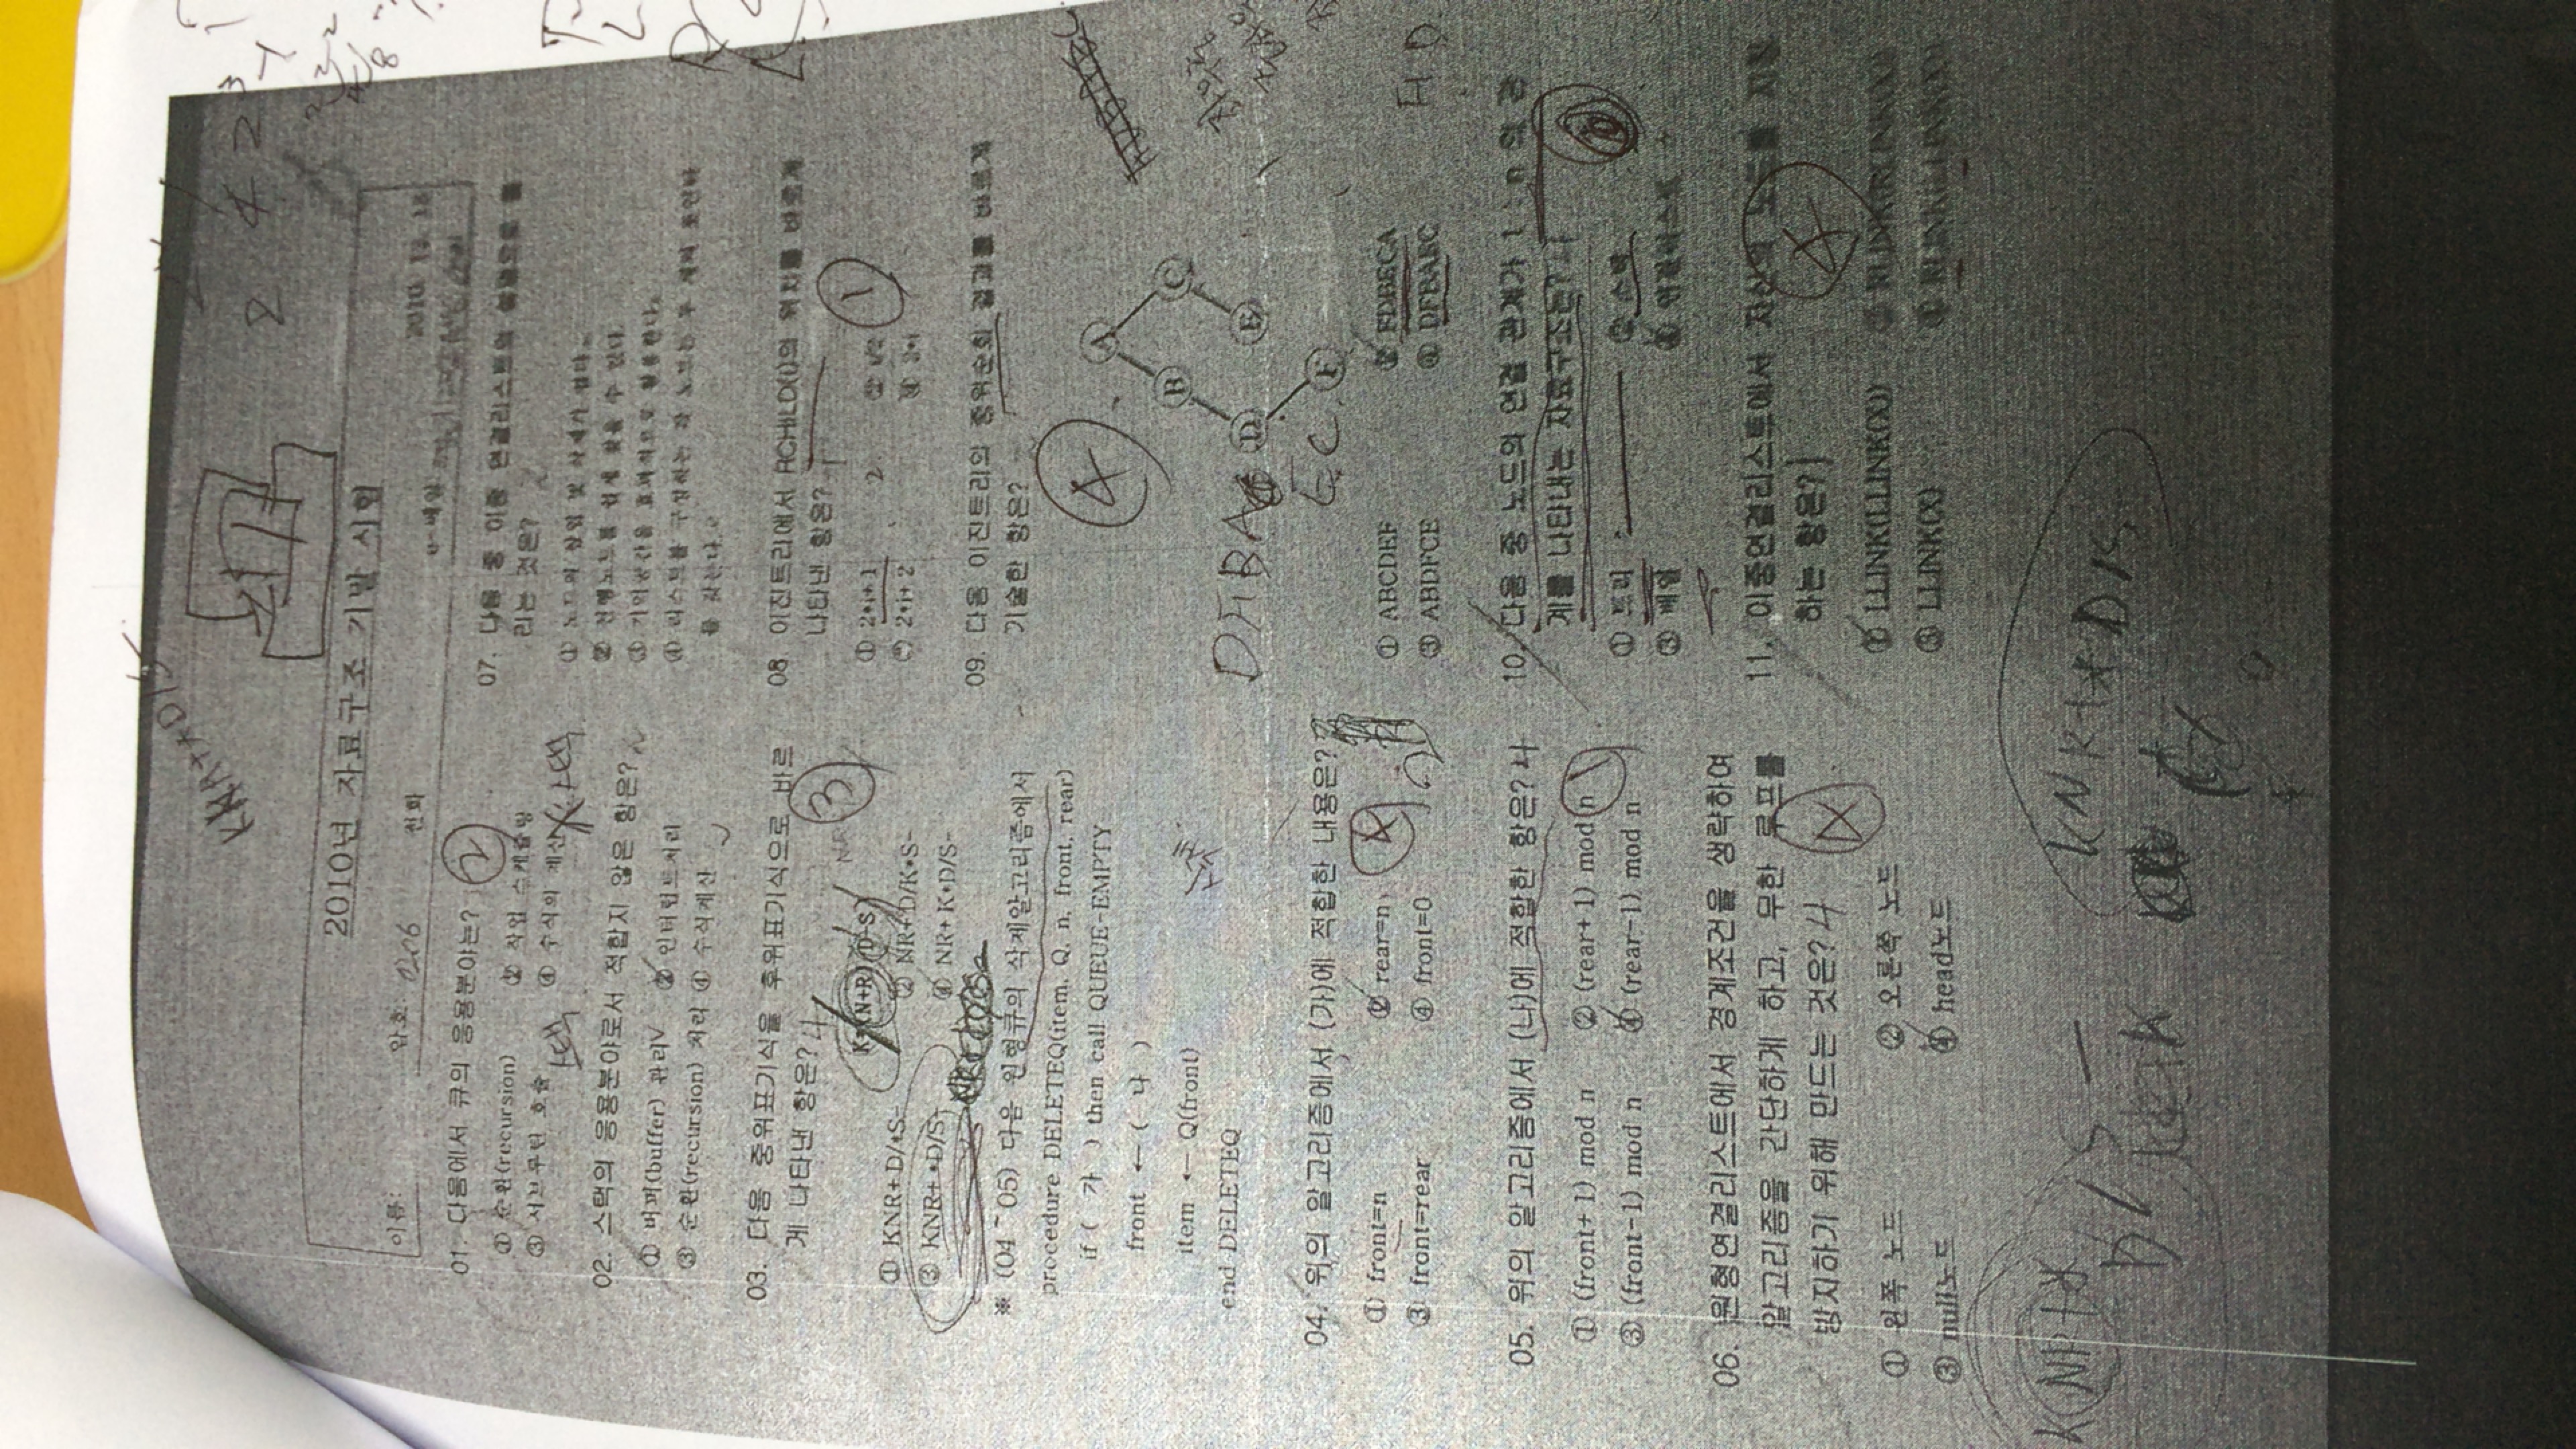 KNR+*D/S
2010년 자료구조 기말 시험
이름:
암호: 0206
전화
e-메일:
01. 다음에서 큐의 응용분야는? ②
① 순환(recursion)
② 작업 스케쥴링
③ 서브루틴 호출
④ 수식의 계산
02. 스택의 응용분야로서 적합지 않은 항은?
① 버퍼(buffer) 관리
② 인터럽트처리
③ 순환(recursion) 처리
④ 수식계산
03. 다음 중위표기식을 후위표기식으로 바르
게 나타낸 항은? 4
③
① KNR+D/*S-
② NR+D/K*S-
③ KNR+*D/S-
④ NR+K*D/S-
※ (04~05) 다음 원형큐의 삭제알고리즘에서
procedure DELETEQ(item, Q, n, front, rear)
if ( 가 ) then call QUEUE-EMPTY
front ← ( 나 )
item ← Q(front)
삭제
end DELETEQ
04. 위의 알고리즘에서 (가)에 적합한 내용은?
① front=n
② rear=n
③ front=rear
④ front=0
05. 위의 알고리즘에서 (나)에 적합한 항은? 4
① (front+1) mod n
② (rear+1) mod n
①
③ (front-1) mod n
④ (rear-1) mod n
06. 원형연결리스트에서 경계조건을 생략하여
알고리즘을 간단하게 하고, 무한 루프를
방지하기 위해 만드는 것은? 4
④
① 왼쪽 노드
② 오른쪽 노드
③ null노드
④ head노드
07. 다음 중 이중 연결리스트의 설명으로 틀
리는 것은?
① 노드의 삽입 및 삭제가 쉽다.
② 선행노드를 쉽게 찾을 수 있다.
③ 기억공간을 효과적으로 활용한다.
④ 리스트를 구성하는 각 노드는 두 개의 포인터
를 갖는다.
08. 이진트리에서 RCHILD(i)의 위치를 바르게
나타낸 항은?
①
① 2*i+1
② i/2
③ 2*i+2
④ 2*i
09. 다음 이진트리의 중위순회 결과를 바르게
기술한 항은?
④
A
B
C
D
E
F
DFBA
E.C.
① ABCDEF
② FDBECA
③ ABDFCE
④ DFBAEC
10. 다음 중 노드의 연결 관계가 1 : n 의 관
계를 나타내는 자료구조는?
① 트리
② 스택
③ 배열
④ 연결리스트
11. 이중연결리스트에서 자신의 노드를 지칭
하는 항은?
④
① LLINK(LLINK(X))
② RLINK(RLINK(X))
③ LLINK(X)
④ RLINK(LLINK(X))
KNR+*
D/S-
KNR+*D/S